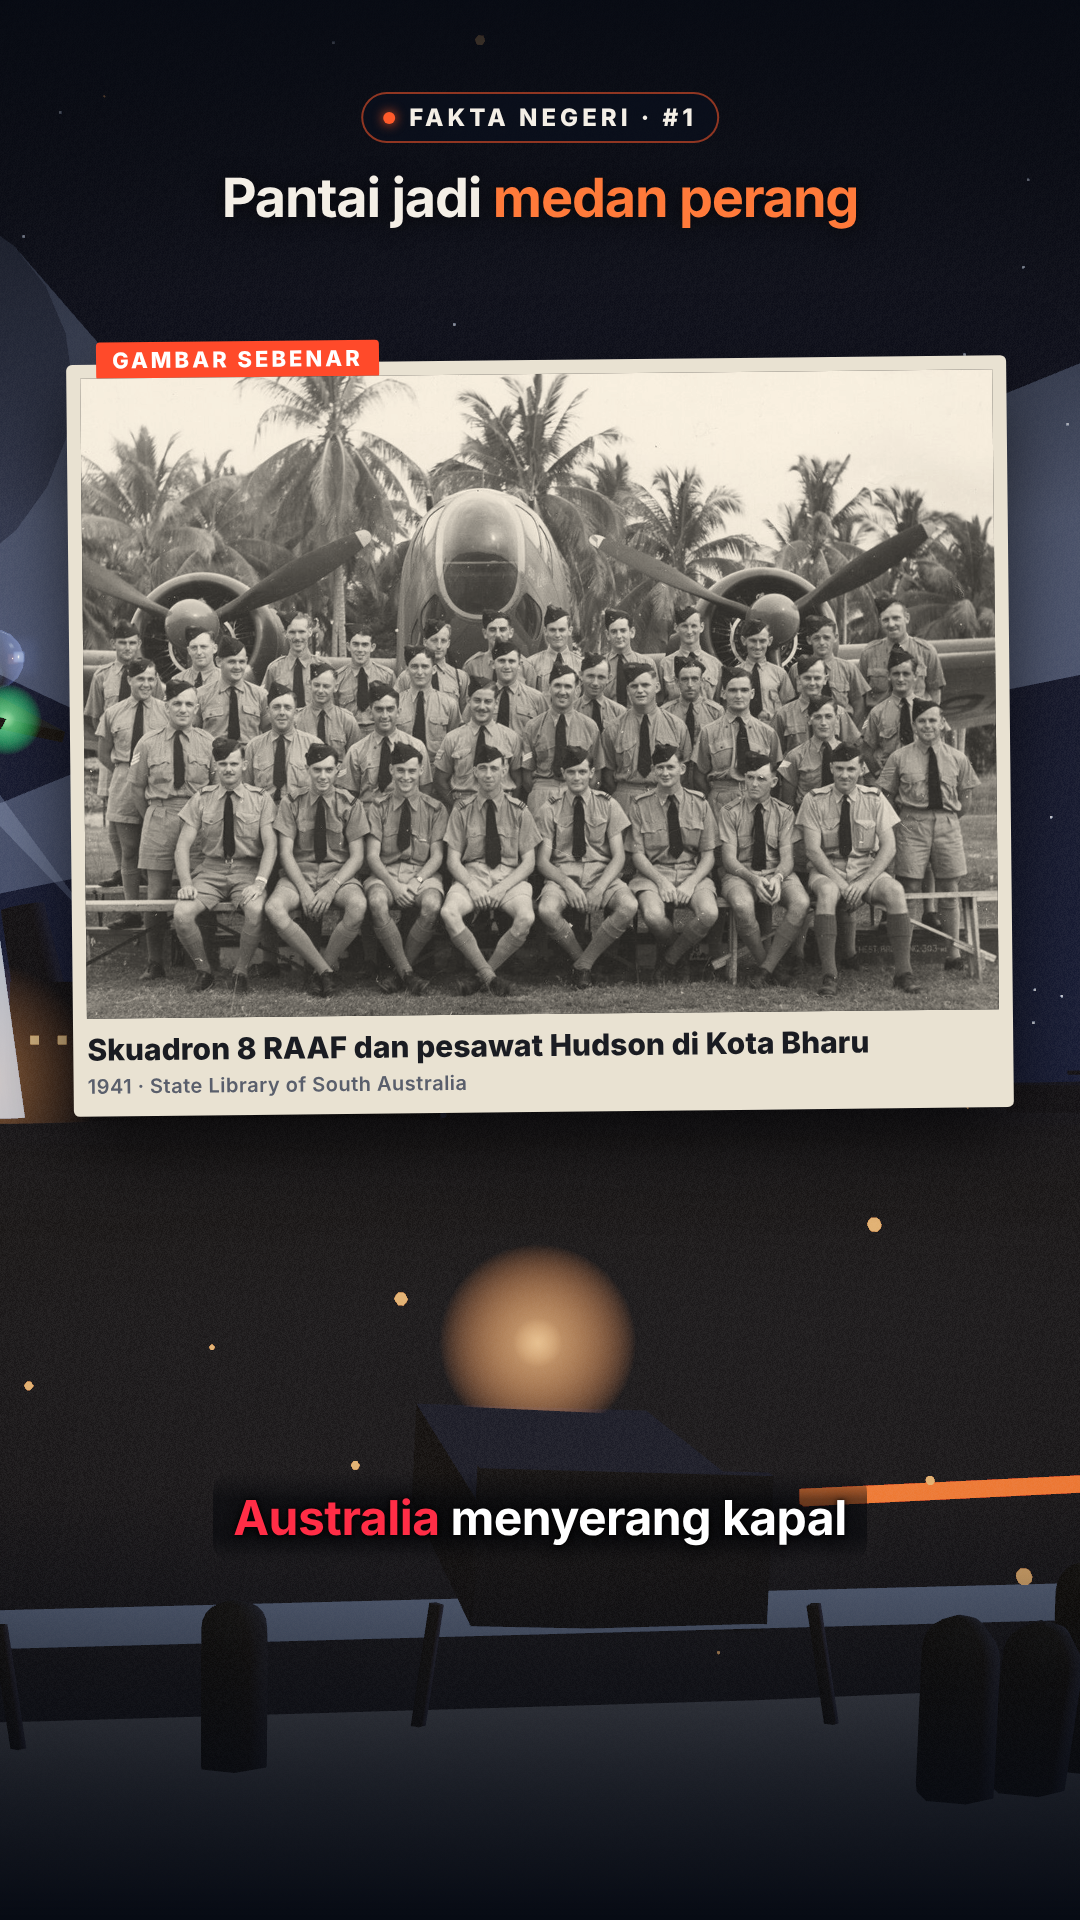 FAKTA NEGERI · #1
Pantai jadi medan perang
GAMBAR SEBENAR
Skuadron 8 RAAF dan pesawat Hudson di Kota Bharu
1941 · State Library of South Australia
Australia menyerang kapal